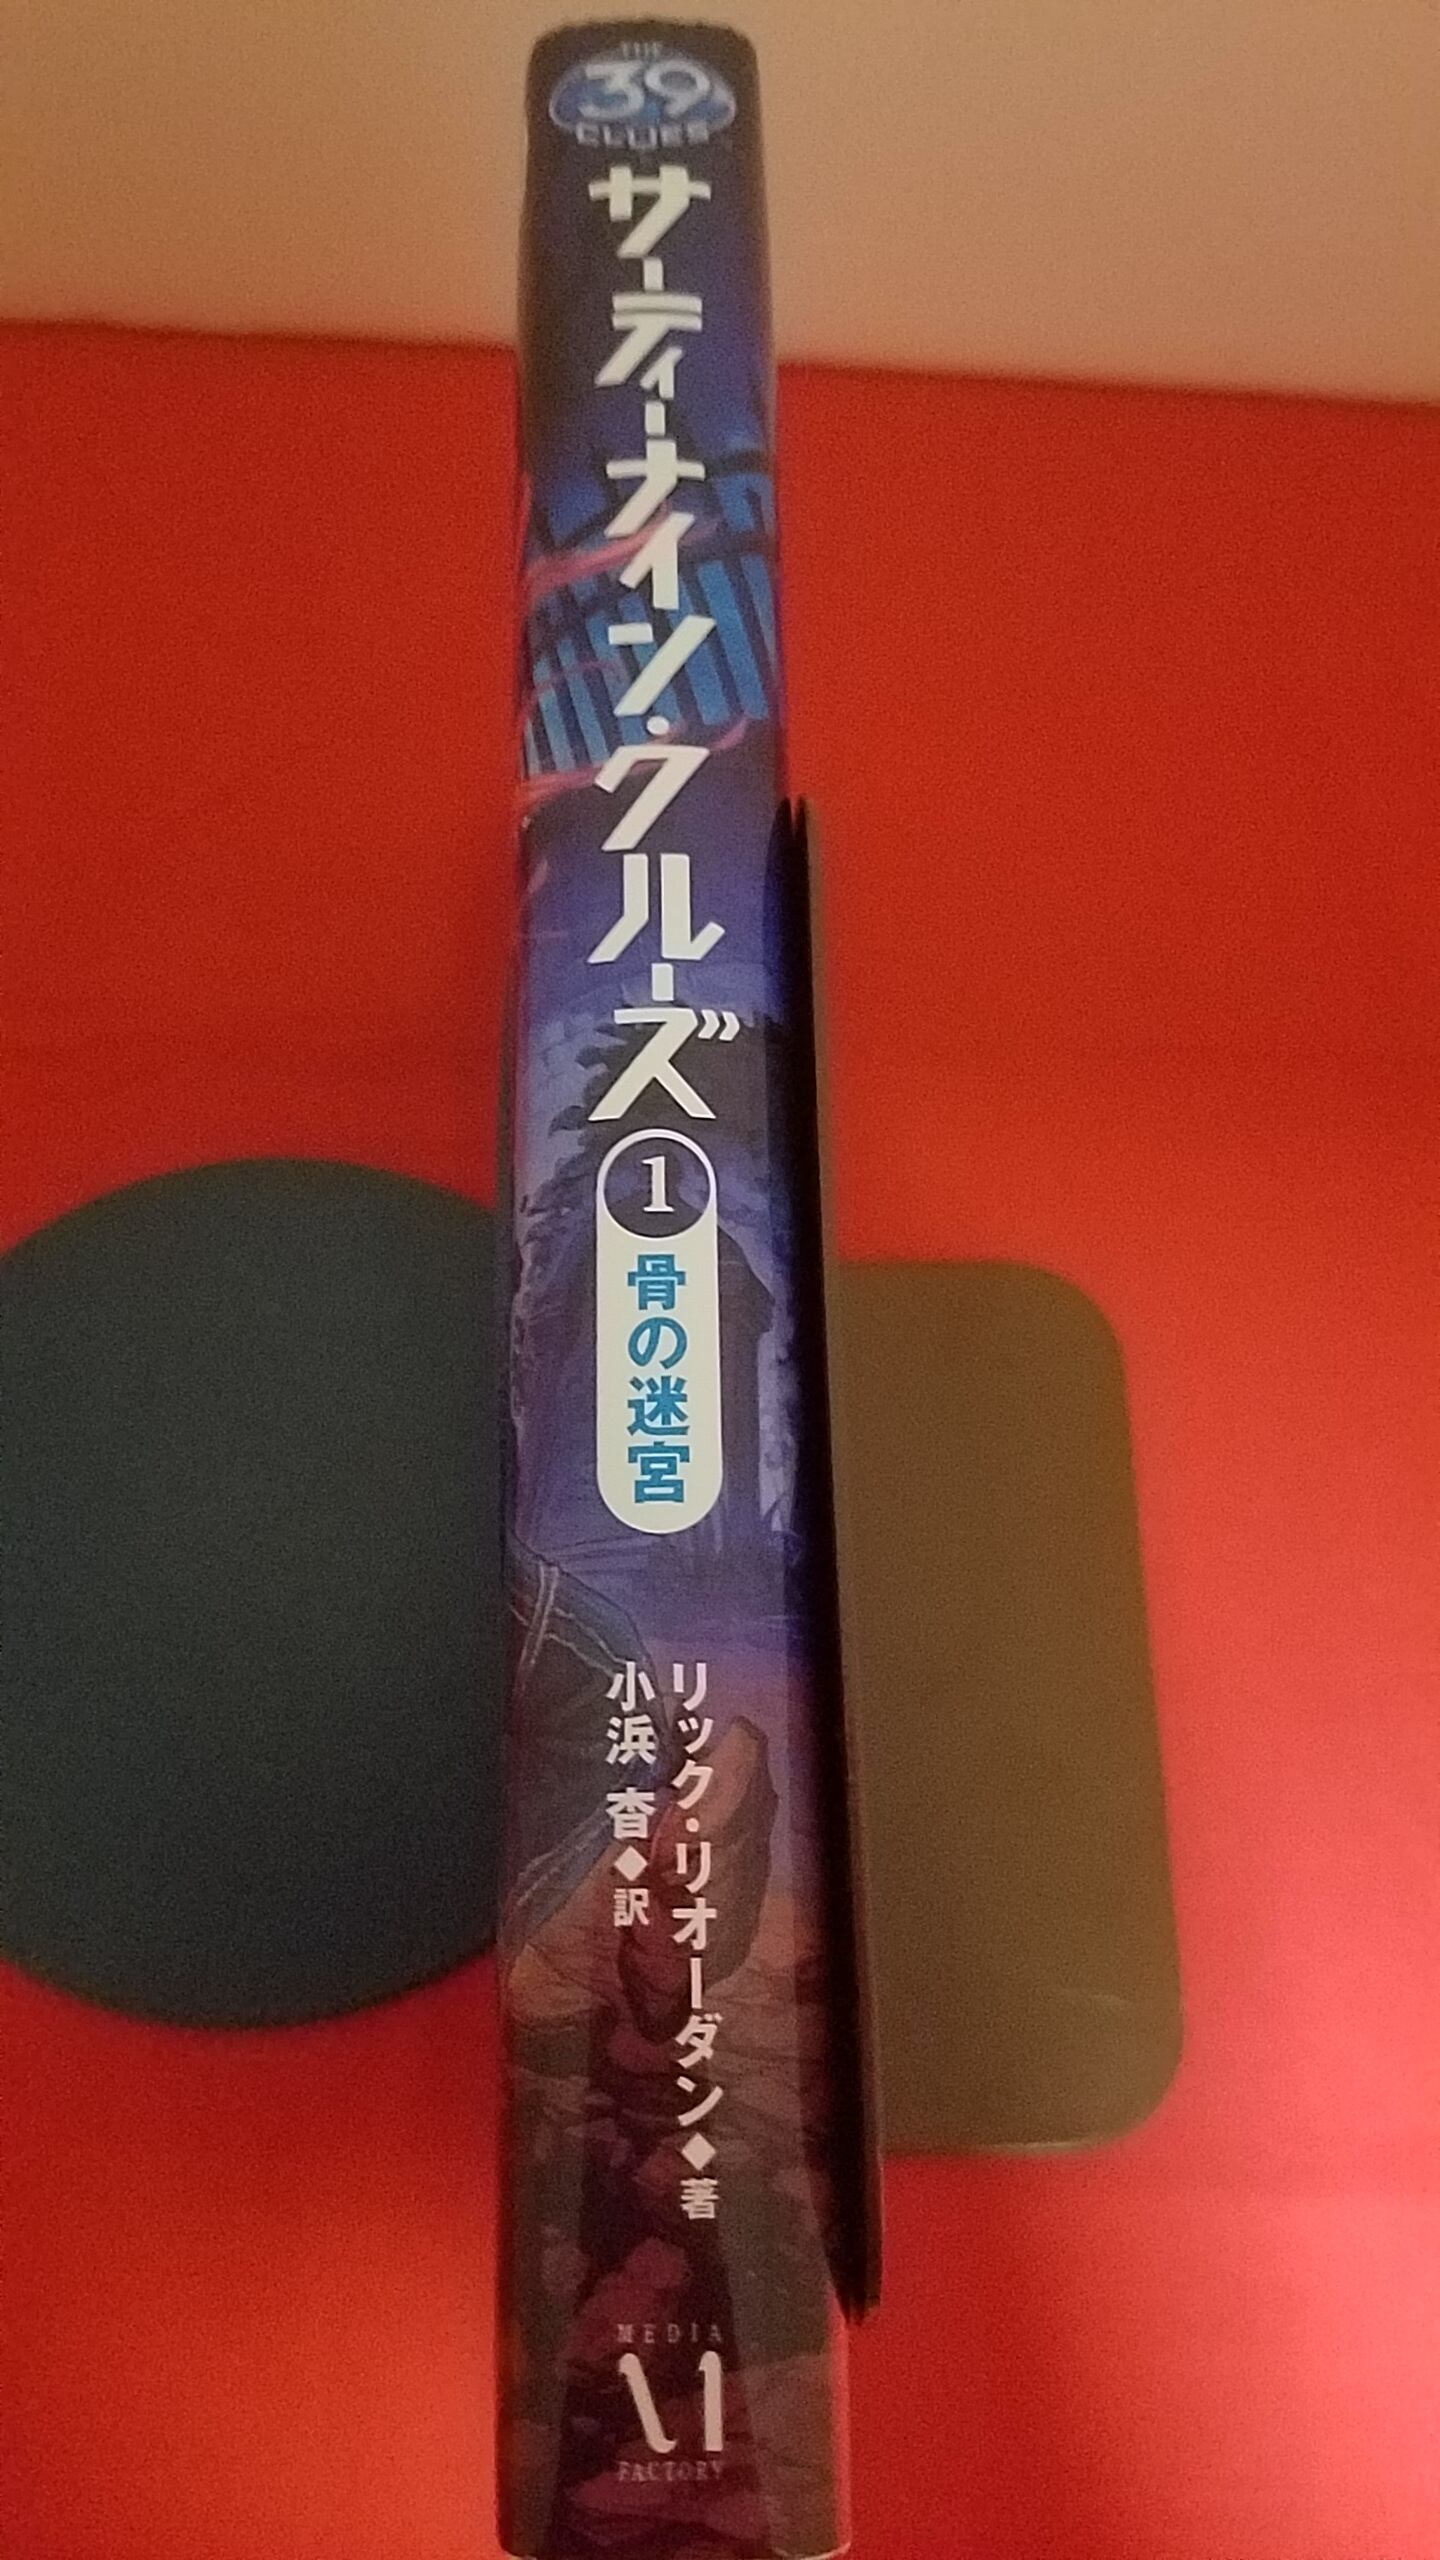 THE
39
CLUES
サーティーナイン・クルーズ
1
骨の迷宮
リック・リオーダン◆著
小浜 杳◆訳
MEDIA
FACTORY